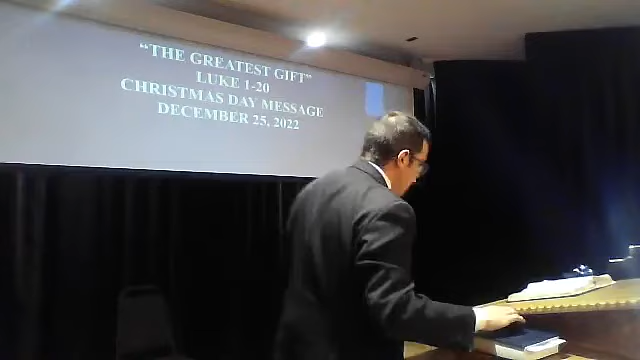 “THE GREATEST GIFT”
LUKE 1-20
CHRISTMAS DAY MESSAGE
DECEMBER 25, 2022